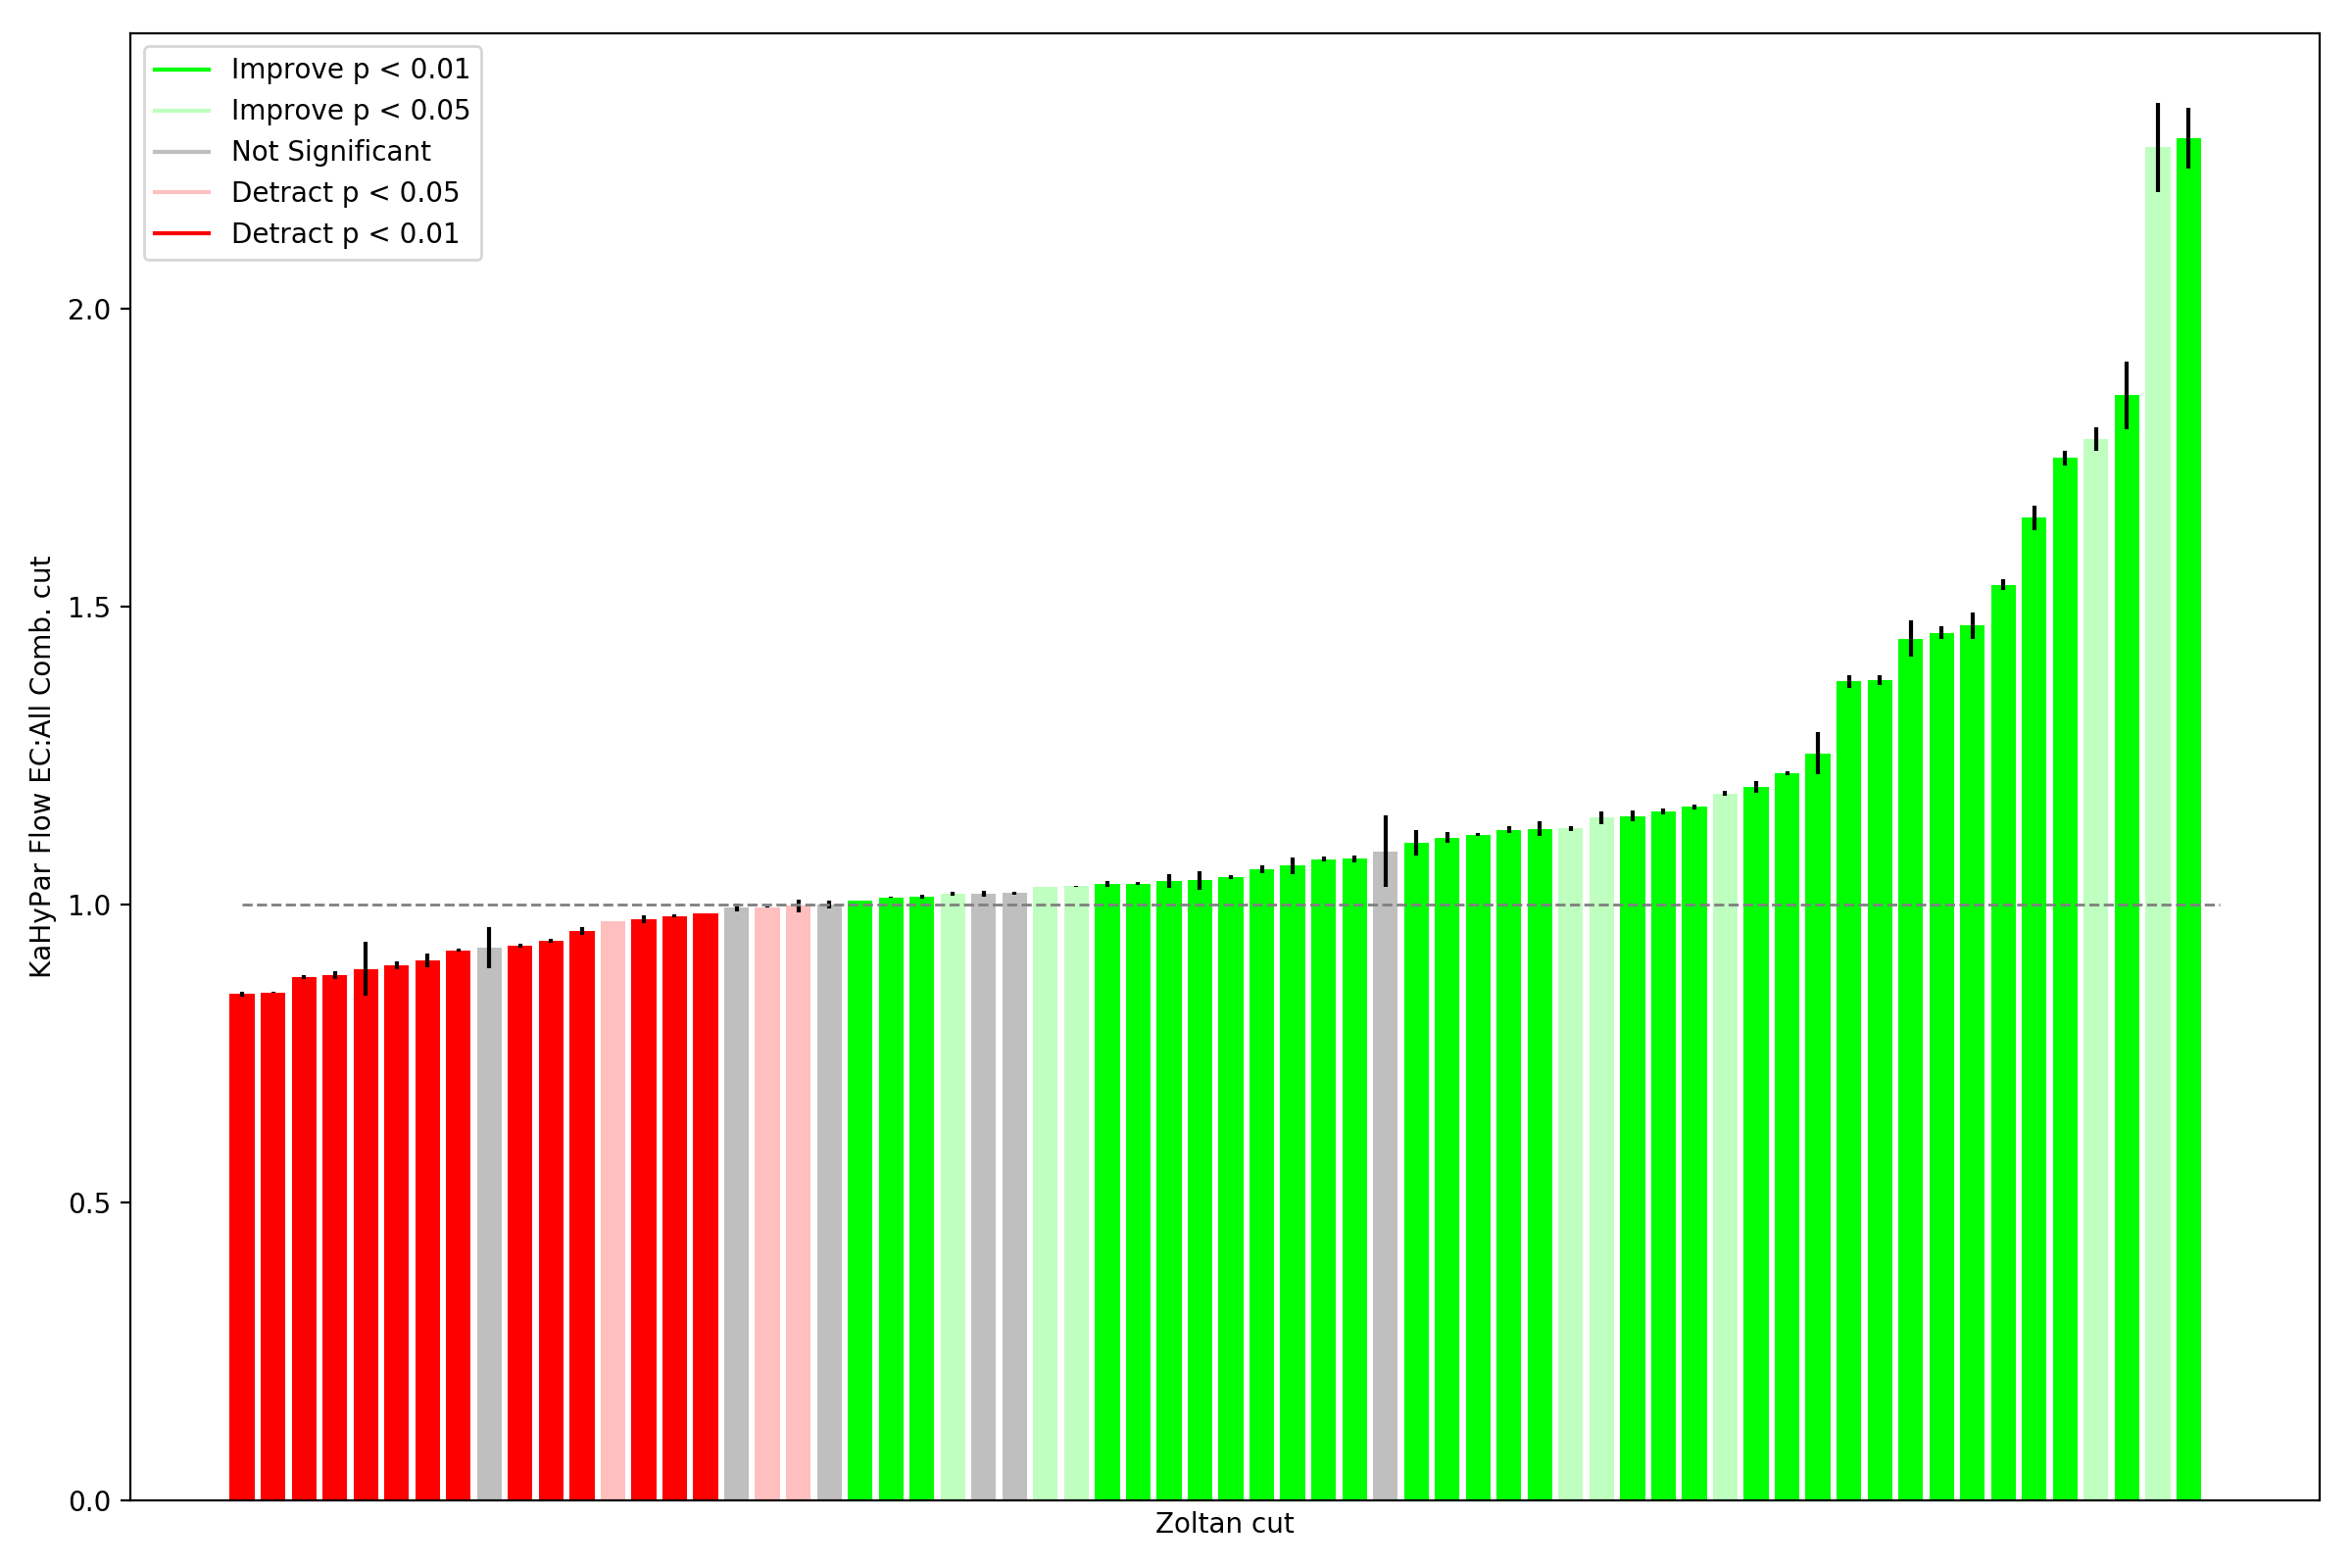 Improve p < 0.01
Improve p < 0.05
Not Significant
Detract p < 0.05
Detract p < 0.01
2.0
1.5
1.0
0.5
0.0
KaHyPar Flow EC:All Comb. cut
Zoltan cut